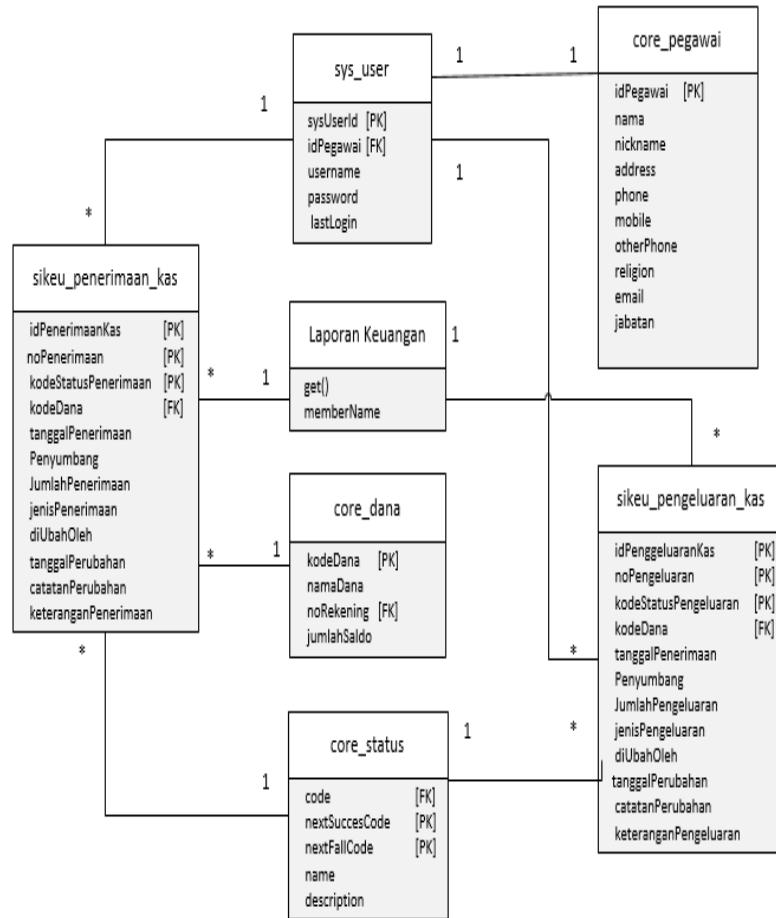 sys_user
sysUserId [PK]
idPegawai [FK]
username
password
lastLogin
core_pegawai
idPegawai [PK]
nama
nickname
address
phone
mobile
otherPhone
religion
email
jabatan
1
1
1
*
1
sikeu_penerimaan_kas
idPenerimaanKas [PK]
noPenerimaan [PK]
kodeStatusPenerimaan [PK]
kodeDana [FK]
tanggalPenerimaan
Penyumbang
JumlahPenerimaan
jenisPenerimaan
diUbahOleh
tanggalPerubahan
catatanPerubahan
keteranganPenerimaan
Laporan Keuangan
get()
memberName
*
1
1
*
core_dana
kodeDana [PK]
namaDana
noRekening [FK]
jumlahSaldo
*
1
sikeu_pengeluaran_kas
idPenggeluaranKas [PK]
noPengeluaran [PK]
kodeStatusPengeluaran [PK]
kodeDana [FK]
tanggalPenerimaan
Penyumbang
JumlahPengeluaran
jenisPengeluaran
diUbahOleh
tanggalPerubahan
catatanPerubahan
keteranganPengeluaran
*
*
core_status
code [FK]
nextSuccesCode [PK]
nextFallCode [PK]
name
description
*
1
1